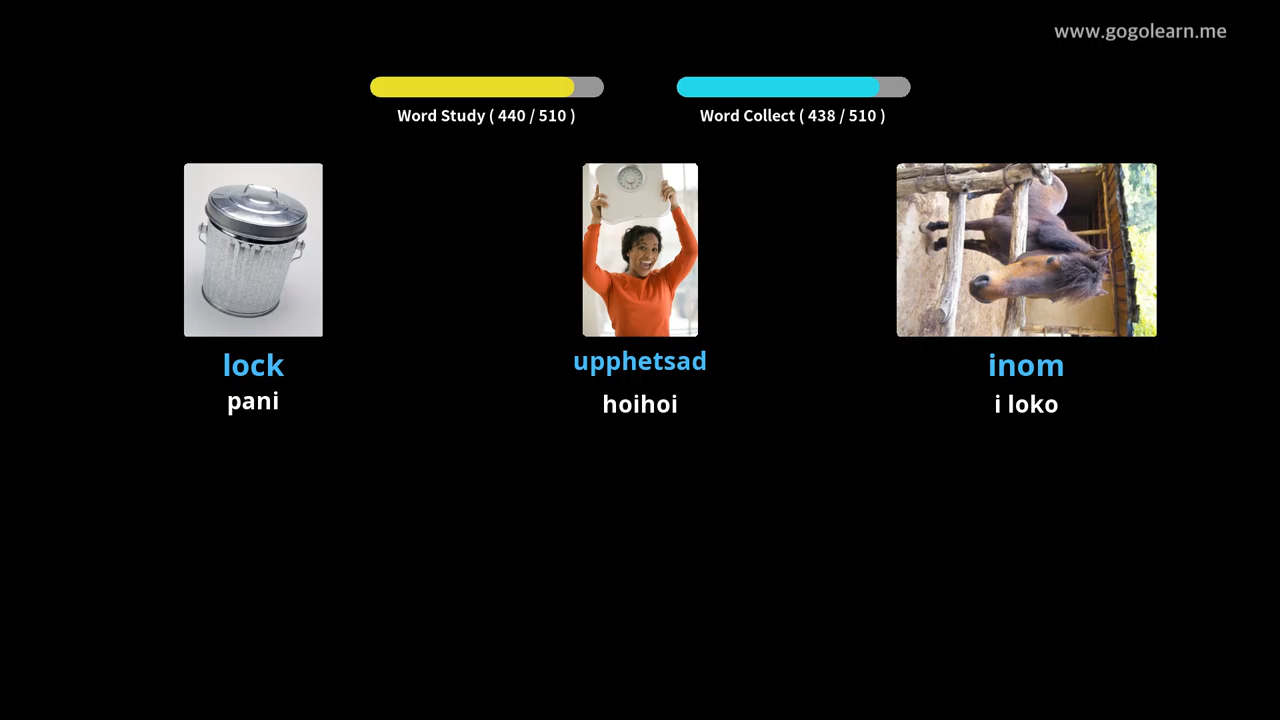 www.gogolearn.me
Word Study ( 440 / 510 )
Word Collect ( 438 / 510 )
lock
pani
upphetsad
hoihoi
inom
i loko